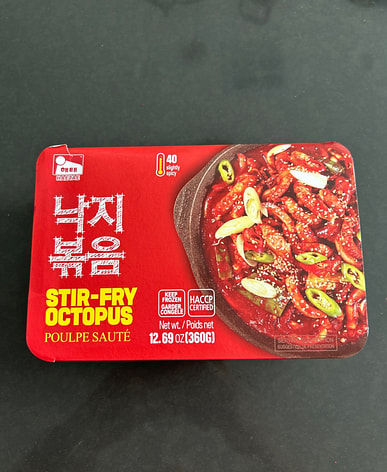 40
slightly
spicy
낙지
볶음
STIR-FRY
OCTOPUS
POULPE SAUTÉ
KEEP
FROZEN
GARDER
CONGELÉ
HACCP
CERTIFIED
Net wt. / Poids net
12.69 OZ(360G)